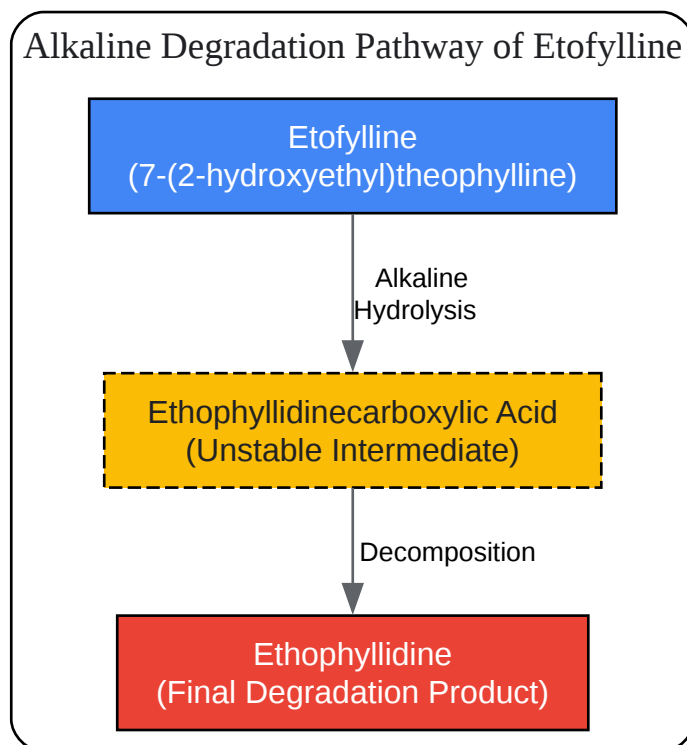 Alkaline Degradation Pathway of Etofylline
Etofylline
(7-(2-hydroxyethyl)theophylline)
Alkaline
Hydrolysis
Ethophyllidinecarboxylic Acid
(Unstable Intermediate)
Decomposition
Ethophyllidine
(Final Degradation Product)